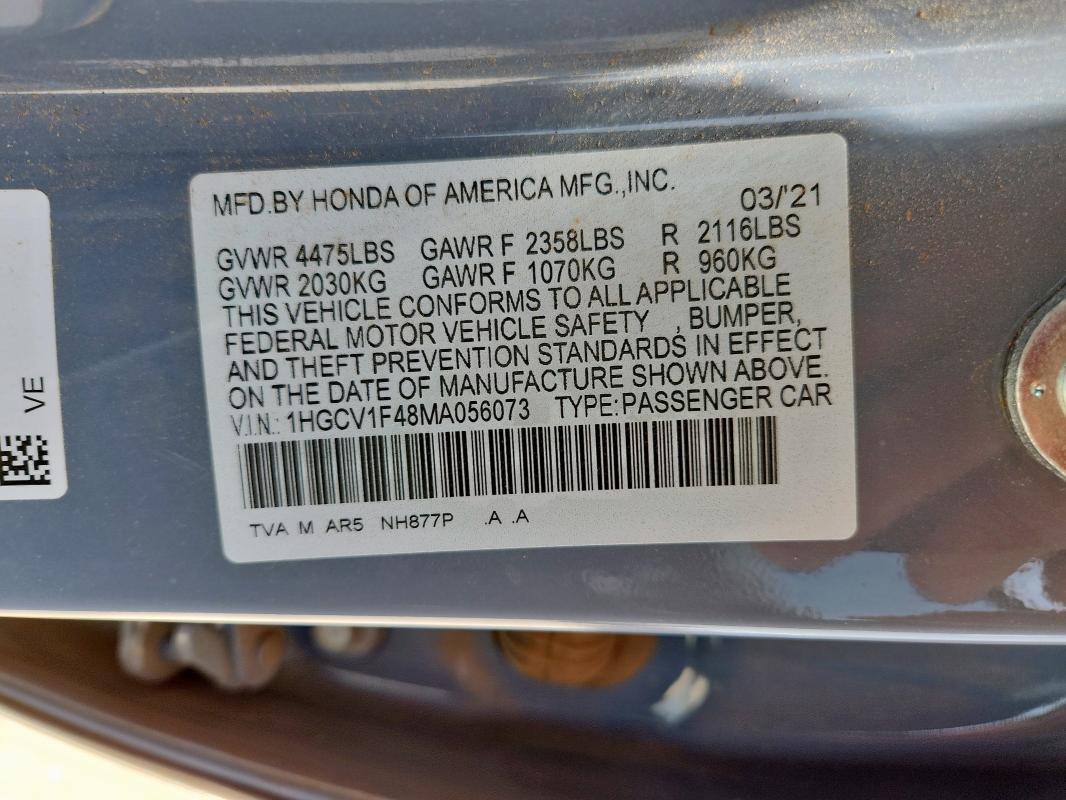 MFD.BY HONDA OF AMERICA MFG.,INC. 03/'21
GVWR 4475LBS GAWR F 2358LBS R 2116LBS
GVWR 2030KG GAWR F 1070KG R 960KG
THIS VEHICLE CONFORMS TO ALL APPLICABLE
FEDERAL MOTOR VEHICLE SAFETY , BUMPER,
AND THEFT PREVENTION STANDARDS IN EFFECT
ON THE DATE OF MANUFACTURE SHOWN ABOVE.
V.I.N.: 1HGCV1F48MA056073 TYPE:PASSENGER CAR
TVA M AR5 NH877P .A .A
VE